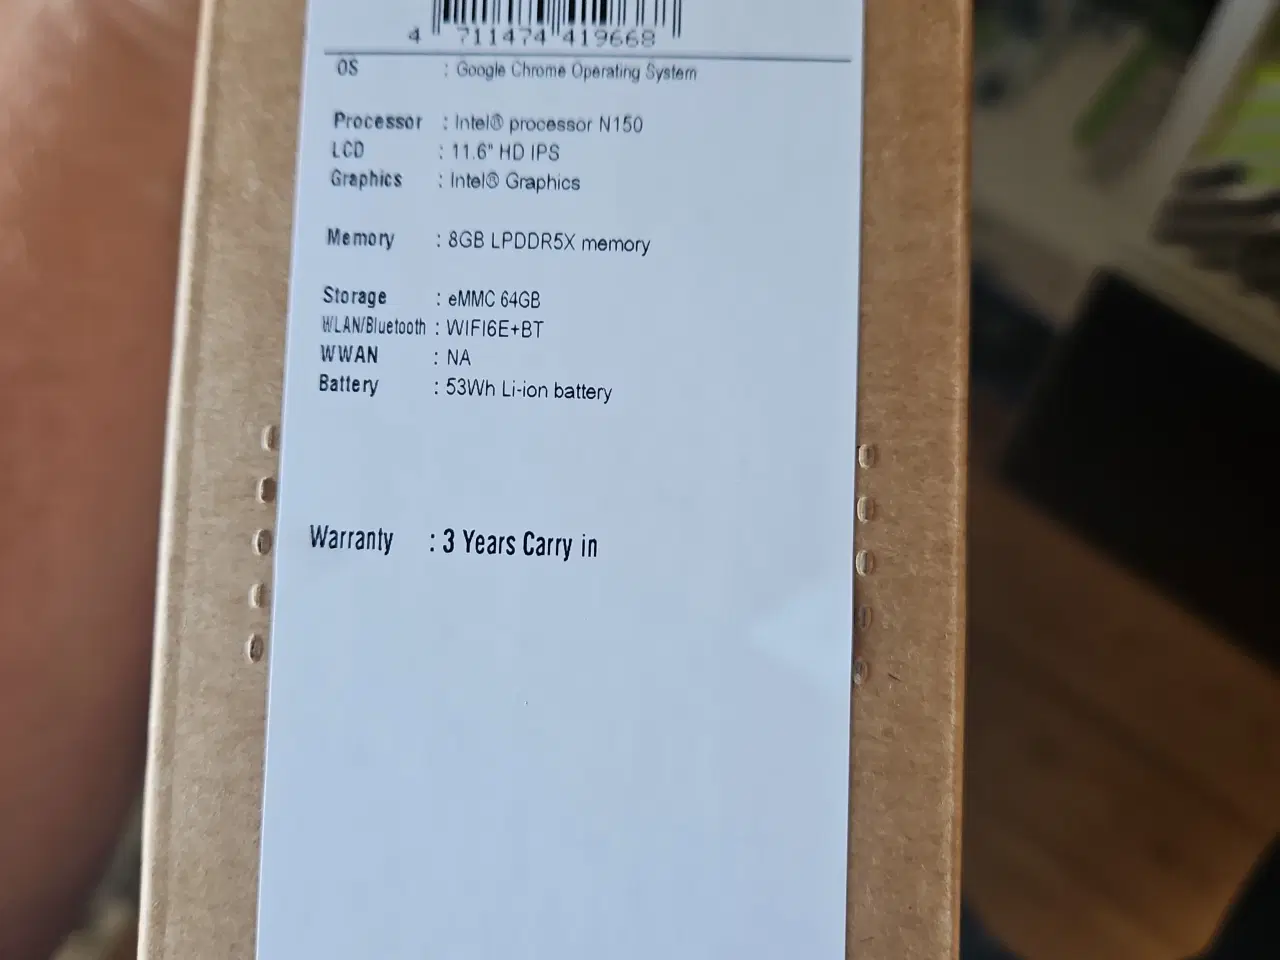 4 711474 419668
OS : Google Chrome Operating System
Processor : Intel® processor N150
LCD : 11.6" HD IPS
Graphics : Intel® Graphics
Memory : 8GB LPDDR5X memory
Storage : eMMC 64GB
WLAN/Bluetooth : WIFI6E+BT
WWAN : NA
Battery : 53Wh Li-ion battery
Warranty : 3 Years Carry in